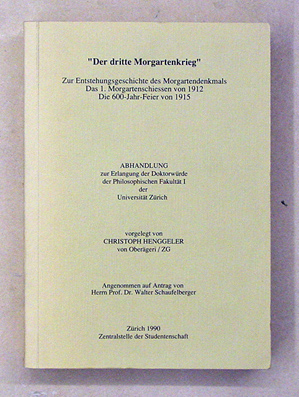 "Der dritte Morgartenkrieg"
Zur Entstehungsgeschichte des Morgartendenkmals
Das 1. Morgartenschiessen von 1912
Die 600-Jahr-Feier von 1915
ABHANDLUNG
zur Erlangung der Doktorwürde
der Philosophischen Fakultät I
der
Universität Zürich
vorgelegt von
CHRISTOPH HENGGELER
von Oberägeri / ZG
Angenommen auf Antrag von
Herrn Prof. Dr. Walter Schaufelberger
Zürich 1990
Zentralstelle der Studentenschaft